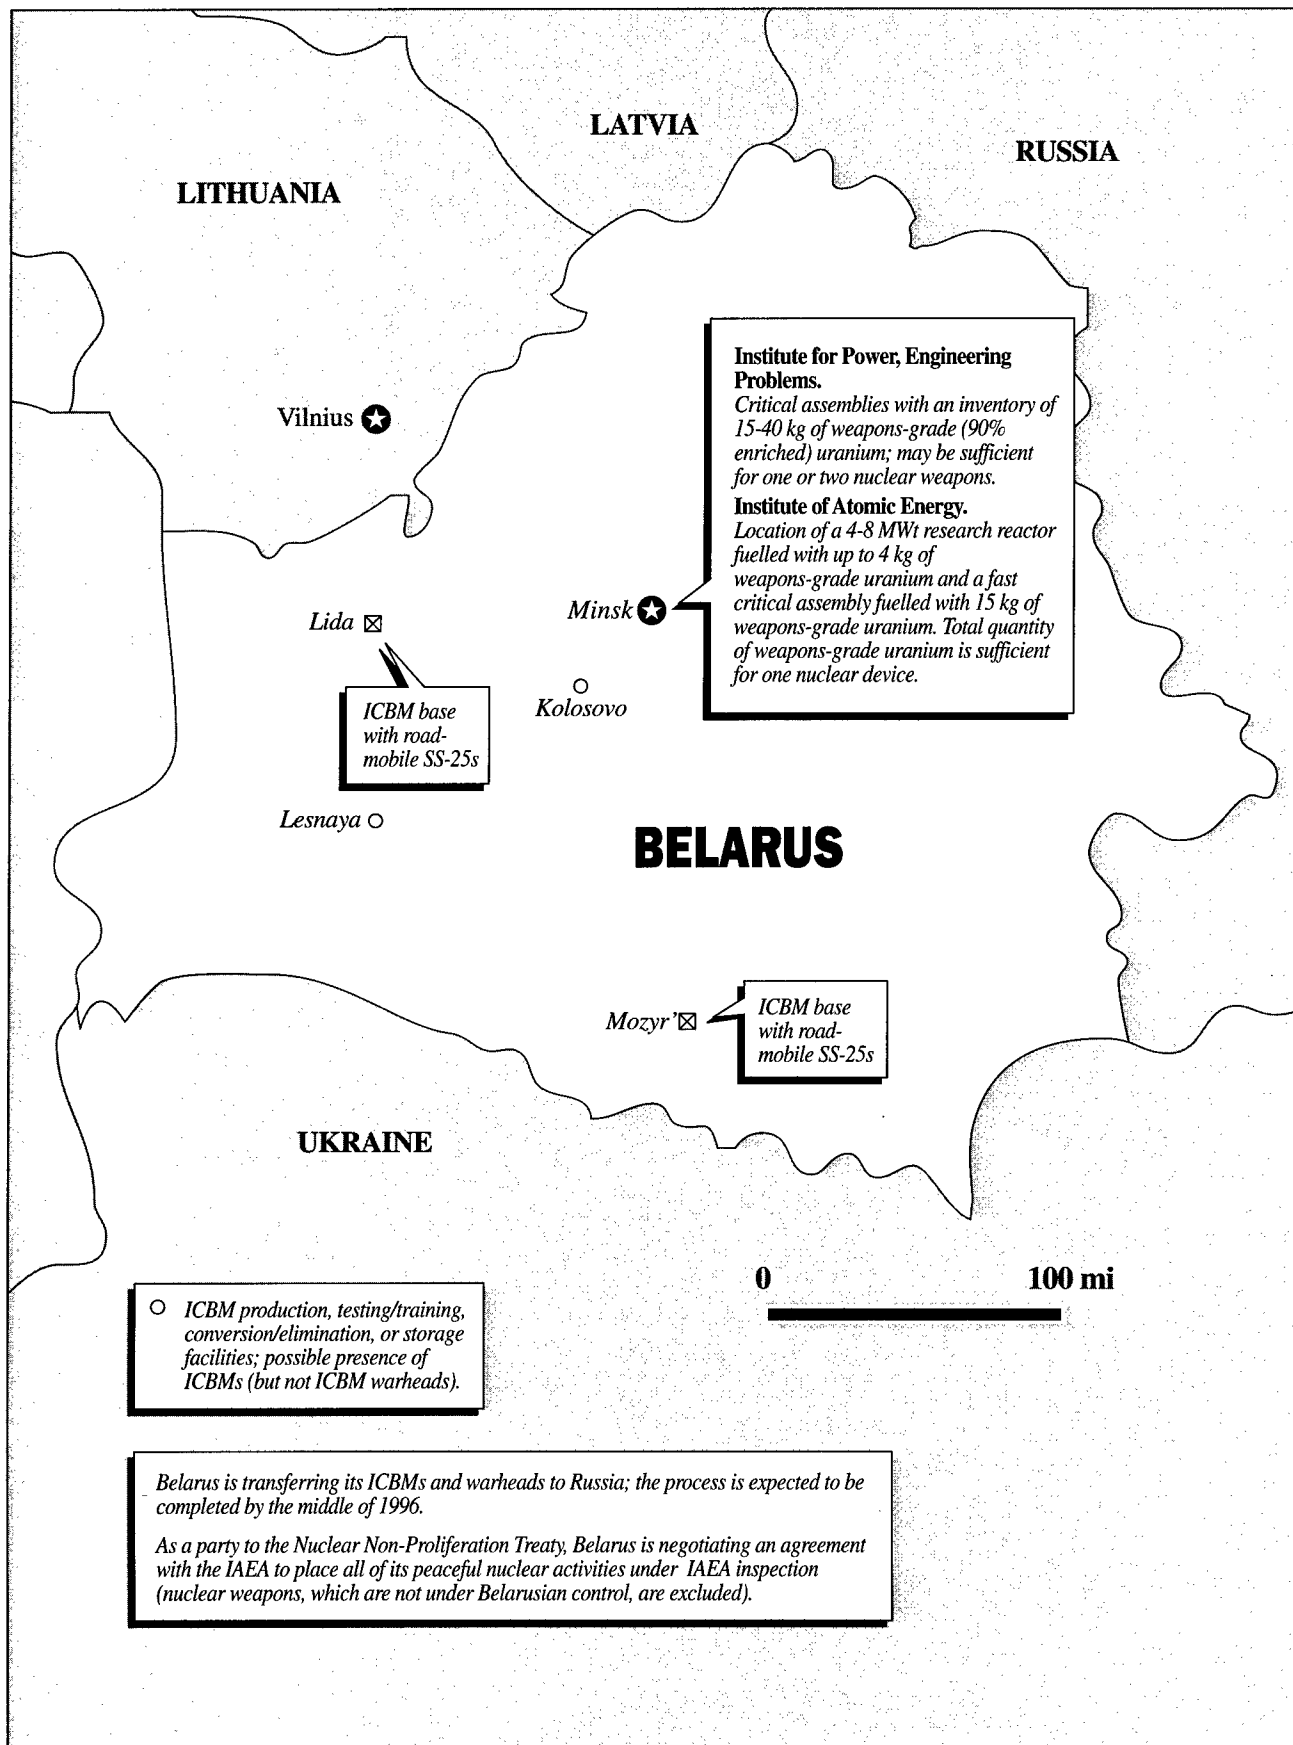 LATVIA
RUSSIA
LITHUANIA
Vilnius
Institute for Power, Engineering
Problems.
Critical assemblies with an inventory of
15-40 kg of weapons-grade (90%
enriched) uranium; may be sufficient
for one or two nuclear weapons.
Institute of Atomic Energy.
Location of a 4-8 MWt research reactor
fuelled with up to 4 kg of
weapons-grade uranium and a fast
critical assembly fuelled with 15 kg of
weapons-grade uranium. Total quantity
of weapons-grade uranium is sufficient
for one nuclear device.
Minsk
Lida
Kolosovo
ICBM base
with road-
mobile SS-25s
Lesnaya
BELARUS
Mozyr'
ICBM base
with road-
mobile SS-25s
UKRAINE
0 100 mi
ICBM production, testing/training,
conversion/elimination, or storage
facilities; possible presence of
ICBMs (but not ICBM warheads).
Belarus is transferring its ICBMs and warheads to Russia; the process is expected to be
completed by the middle of 1996.
As a party to the Nuclear Non-Proliferation Treaty, Belarus is negotiating an agreement
with the IAEA to place all of its peaceful nuclear activities under IAEA inspection
(nuclear weapons, which are not under Belarusian control, are excluded).